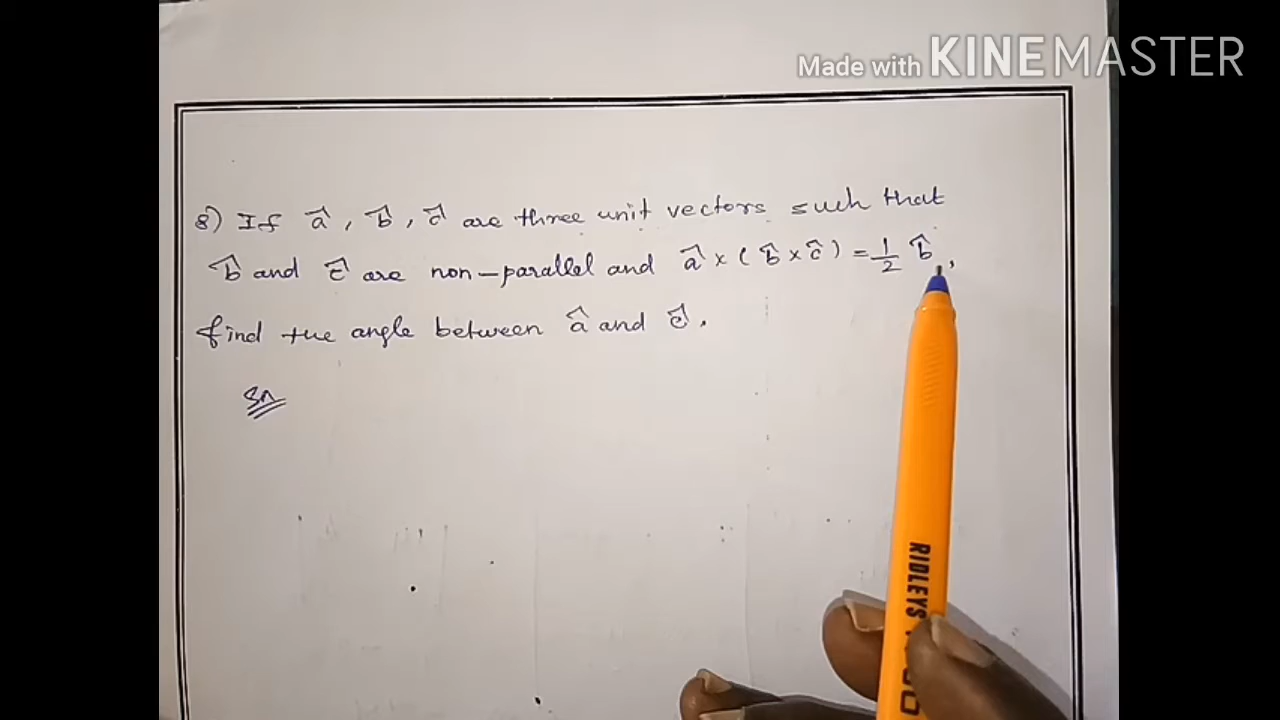 Made with KINEMASTER
8) If â, b̂, ĉ are three unit vectors such that
b̂ and ĉ are non-parallel and â × ( b̂ × ĉ ) = 1/2 b̂,
find the angle between â and ĉ.
Sn
RIDLEYS